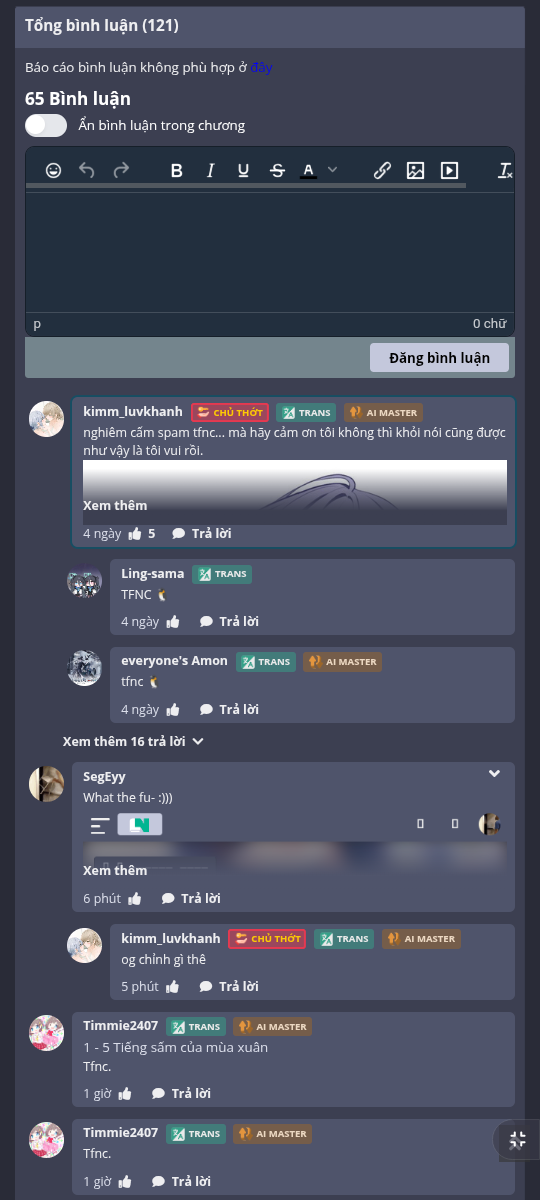 Tổng bình luận (121)
Báo cáo bình luận không phù hợp ở đây
65 Bình luận
Ẩn bình luận trong chương
B I U S A
p
0 chữ
Đăng bình luận
kimm_luvkhanh CHỦ THỚT TRANS AI MASTER
nghiêm cấm spam tfnc... mà hãy cảm ơn tôi không thì khỏi nói cũng được
như vậy là tôi vui rồi.
Xem thêm
4 ngày 5 Trả lời
Ling-sama TRANS
TFNC 🐧
4 ngày Trả lời
everyone's Amon TRANS AI MASTER
tfnc 🐧
4 ngày Trả lời
Xem thêm 16 trả lời
SegEyy
What the fu- :)))
N
Xem thêm
6 phút Trả lời
kimm_luvkhanh CHỦ THỚT TRANS AI MASTER
og chỉnh gì thê
5 phút Trả lời
Timmie2407 TRANS AI MASTER
1 - 5 Tiếng sấm của mùa xuân
Tfnc.
1 giờ Trả lời
Timmie2407 TRANS AI MASTER
Tfnc.
1 giờ Trả lời